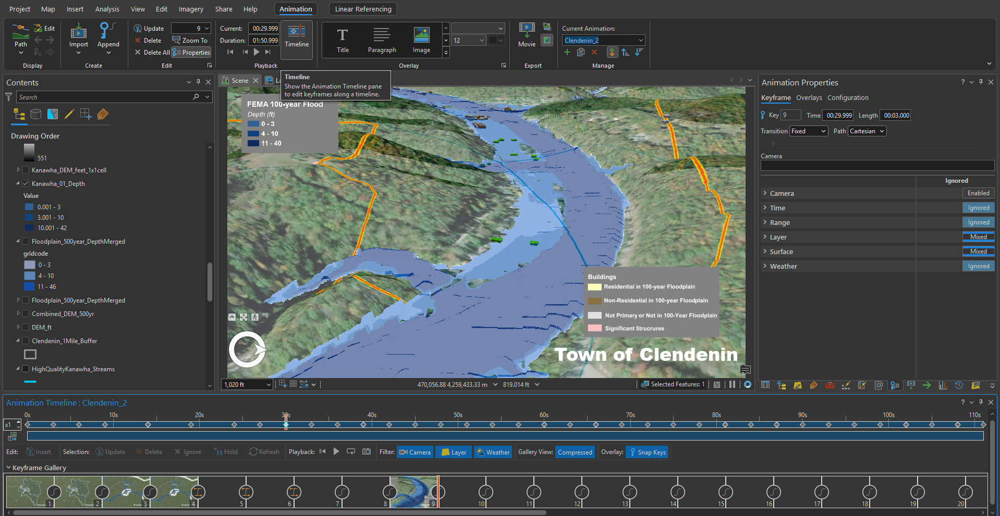 Project Map Insert Analysis View Edit Imagery Share Help Animation Linear Referencing
Path
Edit
Display
Import
Append
Create
Update 9
Delete Zoom To
Delete All Properties
Edit
Current: 00:29.999
Duration: 01:50.999
Playback
Timeline
Title
Paragraph
Image
12
Overlay
Movie
Export
Current Animation:
Clendenin_2
Manage
Timeline
Show the Animation Timeline pane
to edit keyframes along a timeline.
Contents
Search
Drawing Order
551
Kanawha_DEM_feet_1x1cell
Kanawha_01_Depth
Value
0.001 - 3
3.001 - 10
10.001 - 42
Floodplain_500year_DepthMerged
gridcode
0 - 3
4 - 10
11 - 46
Floodplain_500year_DepthMerged
Combined_DEM_500yr
DEM_ft
Clendenin_1Mile_Buffer
HighQualityKanawha_Streams
Scene
La
FEMA 100-year Flood
Depth (ft)
0 - 3
4 - 10
11 - 40
Buildings
Residential in 100-year Floodplain
Non-Residential in 100-year Floodplain
Not Primary or Not in 100-Year Floodplain
Significant Strucrures
Town of Clendenin
1,020 ft
470,056.88 4,259,433.33 m
819.014 ft
Selected Features: 1
Animation Properties
?
Keyframe Overlays Configuration
Key 9 Time 00:29.999 Length 00:03.000
Transition Fixed Path Cartesian
Camera
Ignored
Camera Enabled
Time Ignored
Range Ignored
Layer Mixed
Surface Mixed
Weather Ignored
Animation Timeline : Clendenin_2
?
0s 10s 20s 30s 40s 50s 60s 70s 80s 90s 100s 110s
x1
Edit: Insert Selection: Update Delete Ignore Hold Refresh Playback: Filter: Camera Layer Weather Gallery View: Compressed Overlay: Snap Keys
Keyframe Gallery
1 2 3 4 5 6 7 8 9 10 11 12 13 14 15 16 17 18 19 20